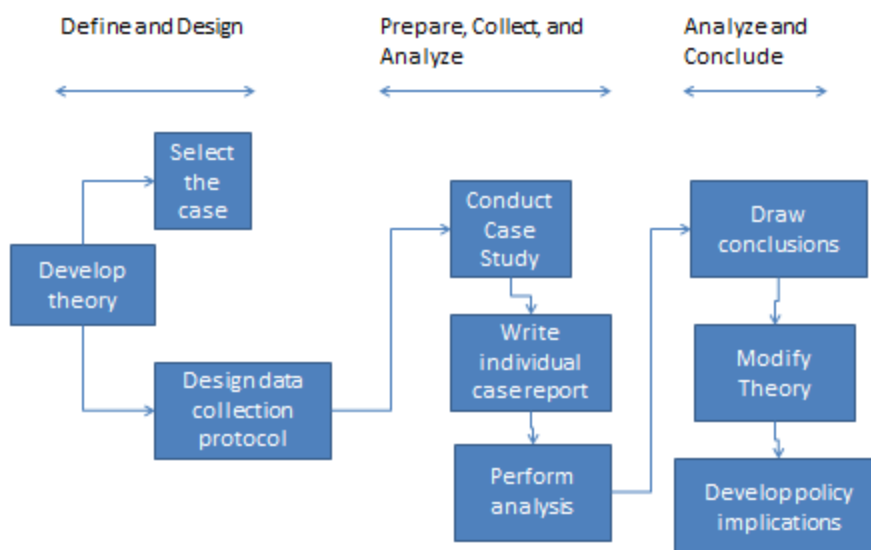 Define and Design
Prepare, Collect, and
Analyze
Analyze and
Conclude
Select
the
case
Develop
theory
Design data
collection
protocol
Conduct
Case
Study
Write
individual
case report
Perform
analysis
Draw
conclusions
Modify
Theory
Develop policy
implications